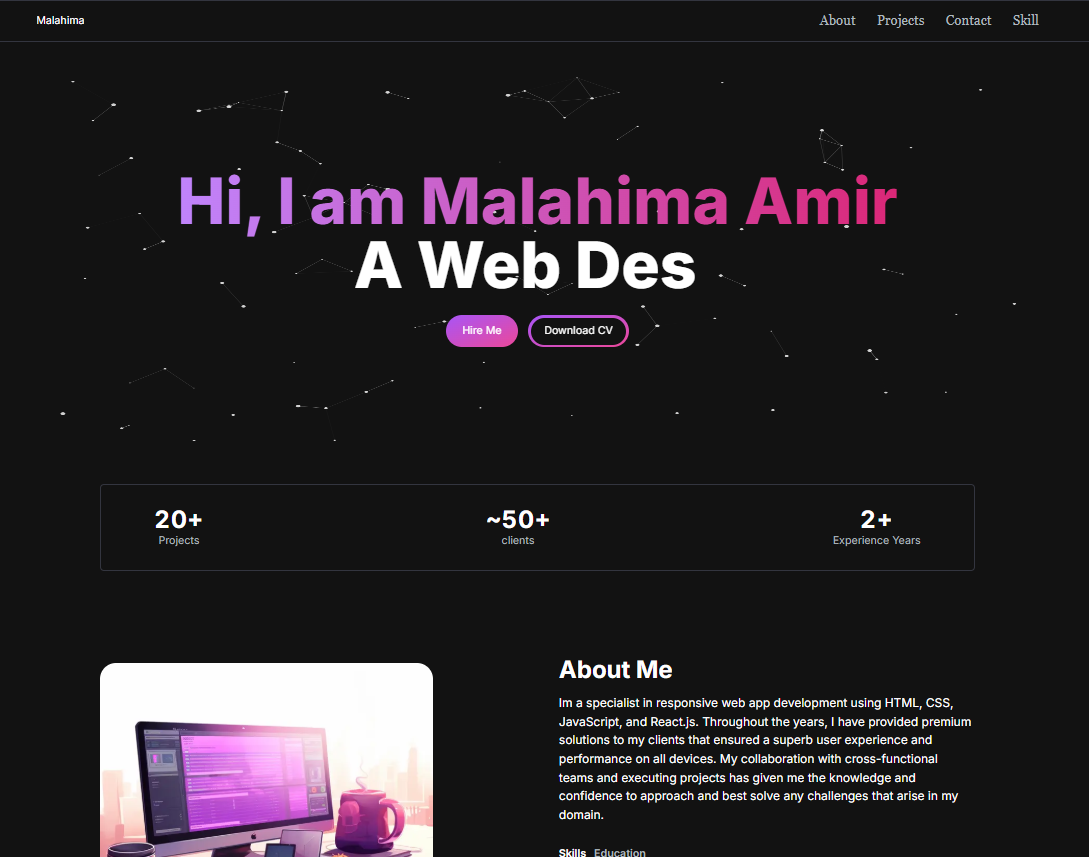 Malahima
About Projects Contact Skill
Hi, I am Malahima Amir
A Web Des
Hire Me Download CV
20+ ~50+ 2+
Projects clients Experience Years
About Me
Im a specialist in responsive web app development using HTML, CSS,
JavaScript, and React.js. Throughout the years, I have provided premium
solutions to my clients that ensured a superb user experience and
performance on all devices. My collaboration with cross-functional
teams and executing projects has given me the knowledge and
confidence to approach and best solve any challenges that arise in my
domain.
Skills Education